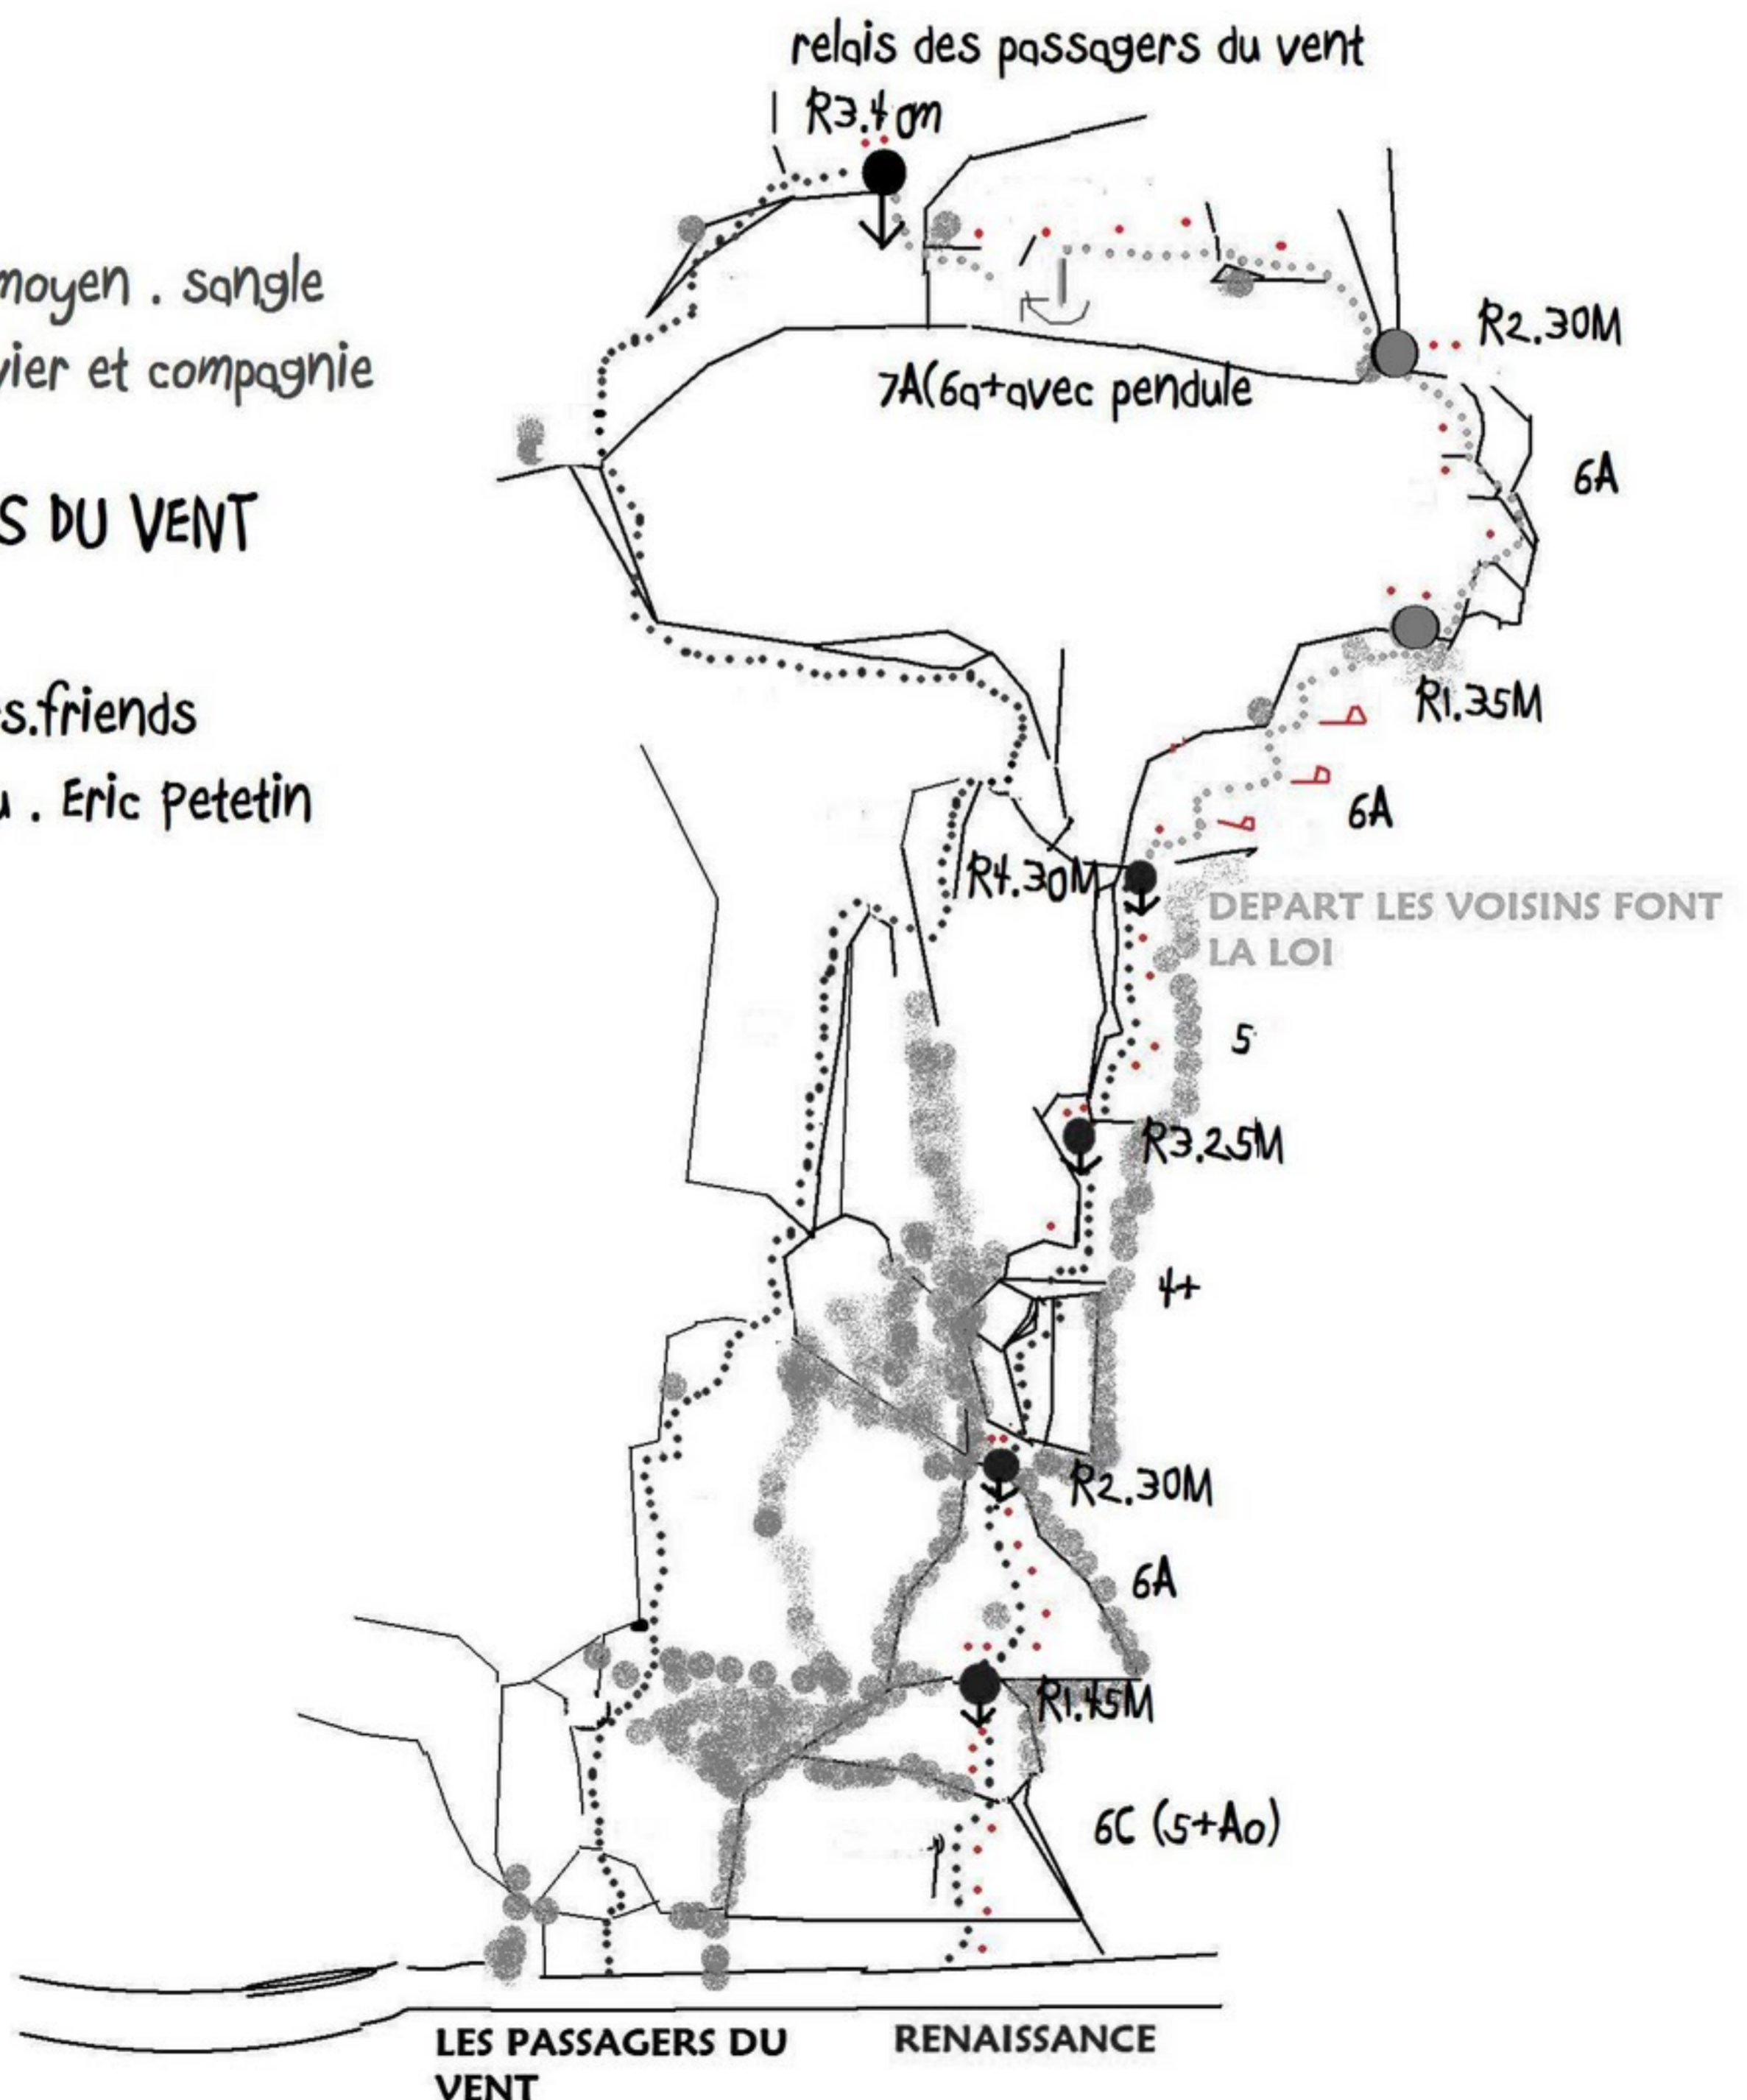 relais des passagers du vent
R3.40m
moyen . sangle
vier et compagnie
R2.30M
7A(6a+avec pendule
6A
S DU VENT
s.friends
R1.35M
. Eric petetin
6A
R4.30M
DEPART LES VOISINS FONT
LA LOI
5
R3.25M
4+
R2.30M
6A
R1.45M
6C (5+A0)
LES PASSAGERS DU
VENT
RENAISSANCE